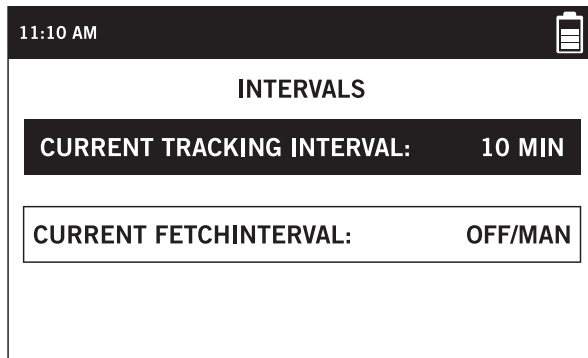 11:10 AM
INTERVALS
CURRENT TRACKING INTERVAL: 10 MIN
CURRENT FETCHINTERVAL: OFF/MAN